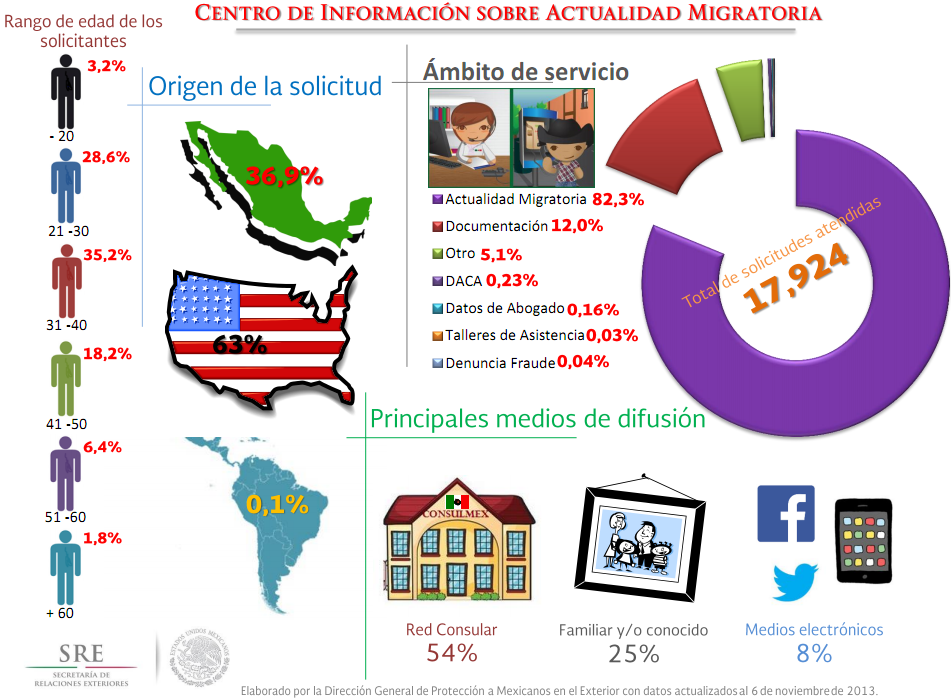 CENTRO DE INFORMACIÓN SOBRE ACTUALIDAD MIGRATORIA
Rango de edad de los
solicitantes
3,2%
- 20
28,6%
21 -30
35,2%
31 -40
18,2%
41 -50
6,4%
51 -60
1,8%
+ 60
Origen de la solicitud
36,9%
63%
0,1%
Ámbito de servicio
Actualidad Migratoria 82,3%
Documentación 12,0%
Otro 5,1%
DACA 0,23%
Datos de Abogado 0,16%
Talleres de Asistencia 0,03%
Denuncia Fraude 0,04%
Total de solicitudes atendidas
17,924
Principales medios de difusión
CONSULMEX
Red Consular
54%
Familiar y/o conocido
25%
Medios electrónicos
8%
SRE
SECRETARÍA DE
RELACIONES EXTERIORES
ESTADOS UNIDOS MEXICANOS
Elaborado por la Dirección General de Protección a Mexicanos en el Exterior con datos actualizados al 6 de noviembre de 2013.